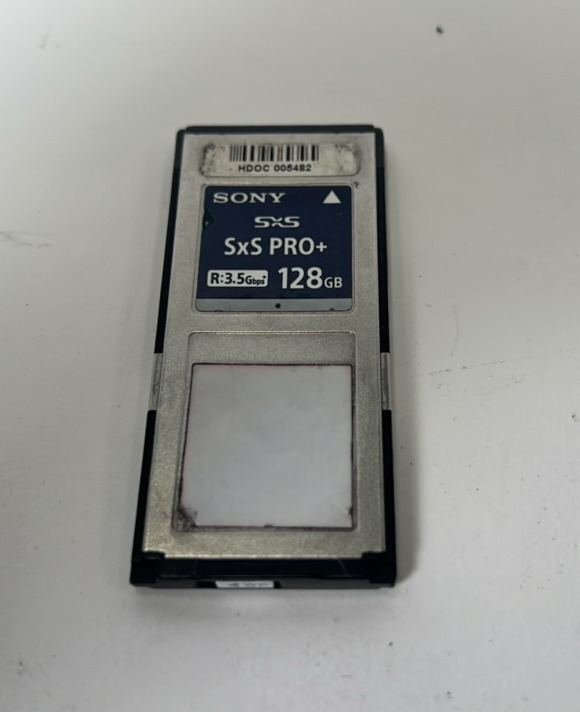 HDOC 005482
SONY
SxS
SxS PRO+
R:3.5Gbps* 128GB